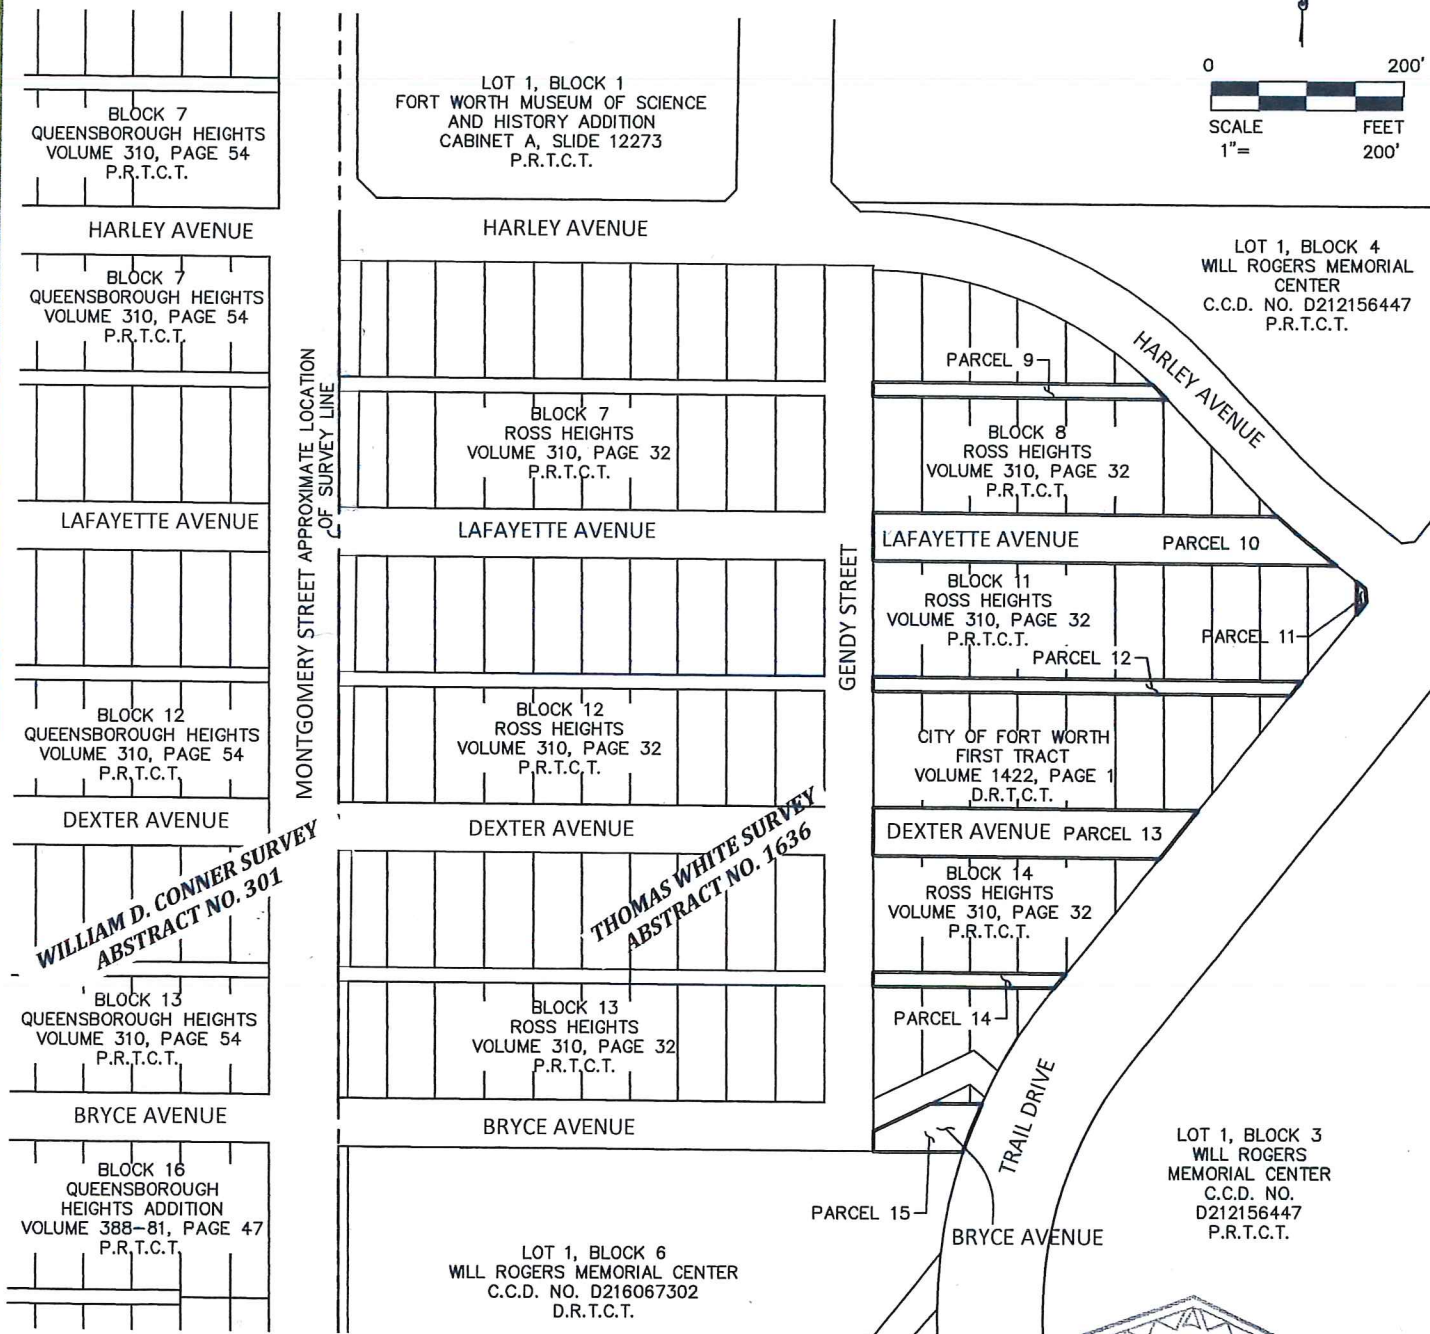 0 200'
SCALE FEET
1"= 200'
LOT 1, BLOCK 1
FORT WORTH MUSEUM OF SCIENCE
AND HISTORY ADDITION
CABINET A, SLIDE 12273
P.R.T.C.T.
BLOCK 7
QUEENSBOROUGH HEIGHTS
VOLUME 310, PAGE 54
P.R.T.C.T.
HARLEY AVENUE
HARLEY AVENUE
LOT 1, BLOCK 4
WILL ROGERS MEMORIAL
CENTER
C.C.D. NO. D212156447
P.R.T.C.T.
BLOCK 7
QUEENSBOROUGH HEIGHTS
VOLUME 310, PAGE 54
P.R.T.C.T.
HARLEY AVENUE
PARCEL 9
MONTGOMERY STREET APPROXIMATE LOCATION
OF SURVEY LINE
BLOCK 7
ROSS HEIGHTS
VOLUME 310, PAGE 32
P.R.T.C.T.
BLOCK 8
ROSS HEIGHTS
VOLUME 310, PAGE 32
P.R.T.C.T.
LAFAYETTE AVENUE
LAFAYETTE AVENUE
LAFAYETTE AVENUE PARCEL 10
GENDY STREET
BLOCK 11
ROSS HEIGHTS
VOLUME 310, PAGE 32
P.R.T.C.T.
PARCEL 11
PARCEL 12
BLOCK 12
QUEENSBOROUGH HEIGHTS
VOLUME 310, PAGE 54
P.R.T.C.T.
BLOCK 12
ROSS HEIGHTS
VOLUME 310, PAGE 32
P.R.T.C.T.
CITY OF FORT WORTH
FIRST TRACT
VOLUME 1422, PAGE 1
D.R.T.C.T.
DEXTER AVENUE
DEXTER AVENUE
DEXTER AVENUE PARCEL 13
WILLIAM D. CONNER SURVEY
ABSTRACT NO. 301
THOMAS WHITE SURVEY
ABSTRACT NO. 1636
BLOCK 14
ROSS HEIGHTS
VOLUME 310, PAGE 32
P.R.T.C.T.
BLOCK 13
QUEENSBOROUGH HEIGHTS
VOLUME 310, PAGE 54
P.R.T.C.T.
BLOCK 13
ROSS HEIGHTS
VOLUME 310, PAGE 32
P.R.T.C.T.
PARCEL 14
TRAIL DRIVE
BRYCE AVENUE
BRYCE AVENUE
BLOCK 16
QUEENSBOROUGH
HEIGHTS ADDITION
VOLUME 388-81, PAGE 47
P.R.T.C.T.
LOT 1, BLOCK 3
WILL ROGERS
MEMORIAL CENTER
C.C.D. NO.
D212156447
P.R.T.C.T.
PARCEL 15
BRYCE AVENUE
LOT 1, BLOCK 6
WILL ROGERS MEMORIAL CENTER
C.C.D. NO. D216067302
D.R.T.C.T.